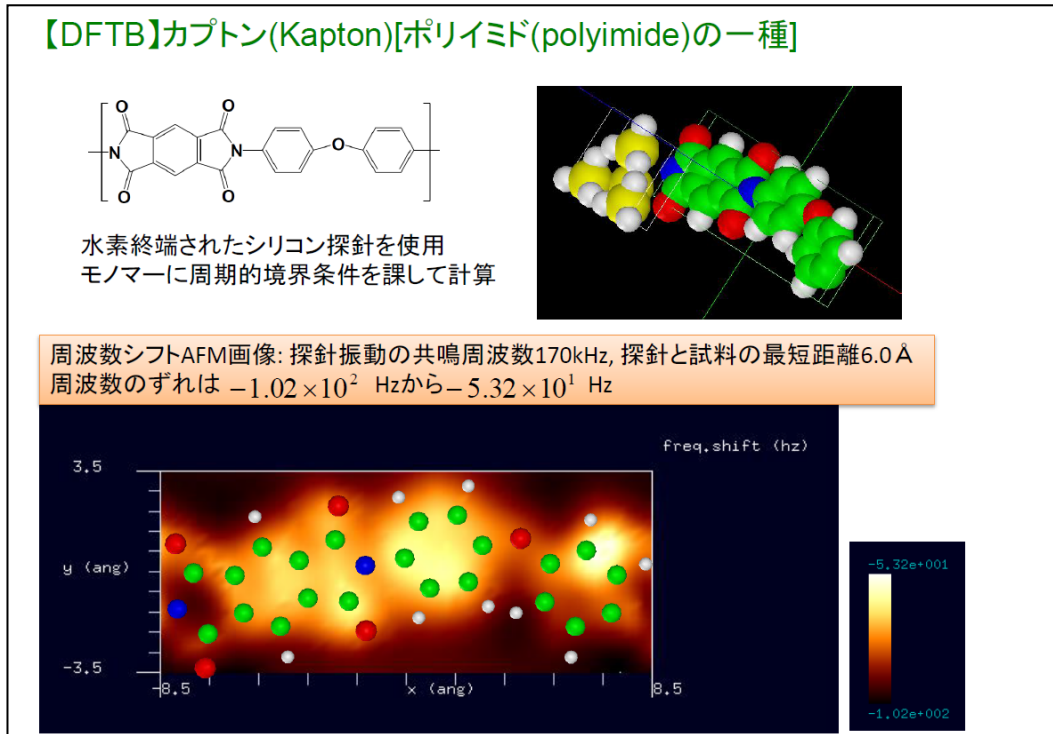 【DFTB】カプトン(Kapton)[ポリイミド(polyimide)の一種]
O
O
N
N
O
O
O
水素終端されたシリコン探針を使用
モノマーに周期的境界条件を課して計算
周波数シフトAFM画像: 探針振動の共鳴周波数170kHz, 探針と試料の最短距離6.0Å
周波数のずれは −1.02×10² Hzから−5.32×10¹ Hz
freq.shift (hz)
3.5
y (ang)
-3.5
-8.5
x (ang)
8.5
-5.32e+001
-1.02e+002